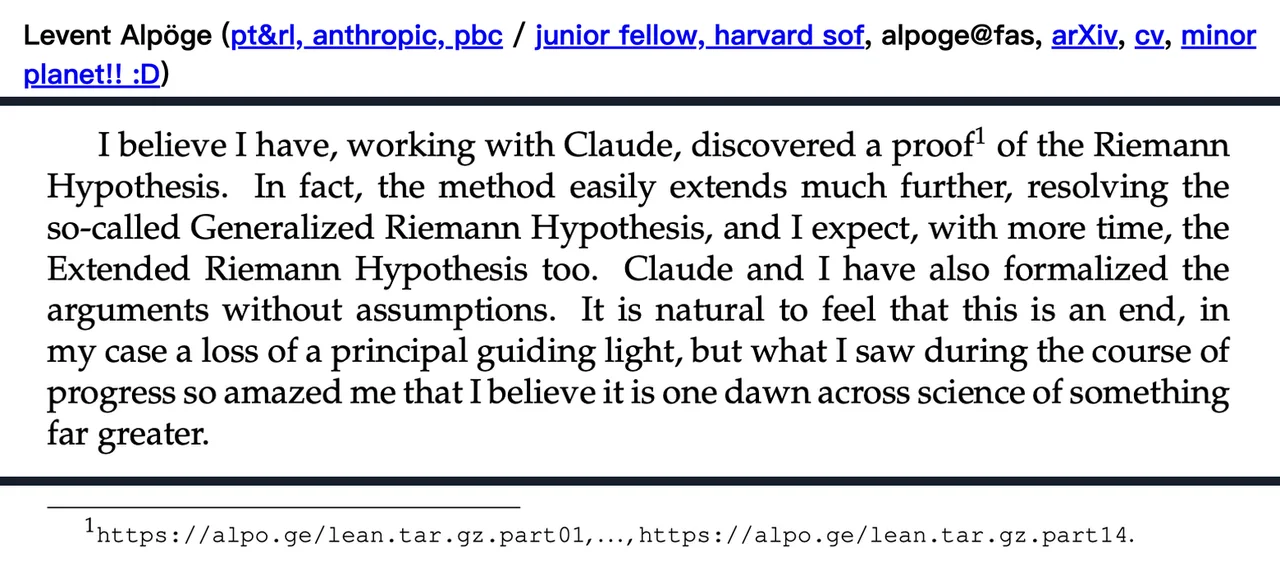 Levent Alpöge (pt&rl, anthropic, pbc / junior fellow, harvard sof, alpoge@fas, arXiv, cv, minor
planet!! :D)
I believe I have, working with Claude, discovered a proof¹ of the Riemann
Hypothesis. In fact, the method easily extends much further, resolving the
so-called Generalized Riemann Hypothesis, and I expect, with more time, the
Extended Riemann Hypothesis too. Claude and I have also formalized the
arguments without assumptions. It is natural to feel that this is an end, in
my case a loss of a principal guiding light, but what I saw during the course of
progress so amazed me that I believe it is one dawn across science of something
far greater.
¹https://alpo.ge/lean.tar.gz.part01,..., https://alpo.ge/lean.tar.gz.part14.